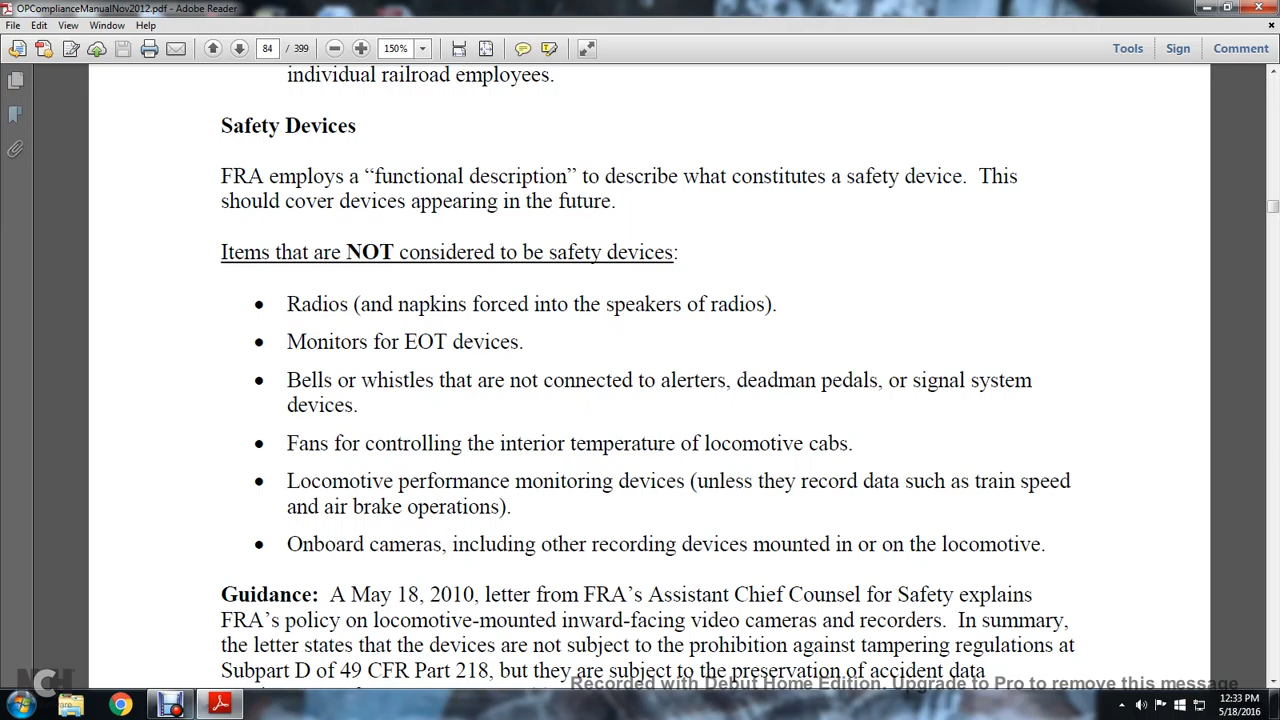 OPComplianceManualNov2012.pdf - Adobe Reader
File Edit View Window Help
84 / 399 150% Tools Sign Comment
individual railroad employees.
Safety Devices
FRA employs a “functional description” to describe what constitutes a safety device. This
should cover devices appearing in the future.
Items that are NOT considered to be safety devices:
• Radios (and napkins forced into the speakers of radios).
• Monitors for EOT devices.
• Bells or whistles that are not connected to alerters, deadman pedals, or signal system
devices.
• Fans for controlling the interior temperature of locomotive cabs.
• Locomotive performance monitoring devices (unless they record data such as train speed
and air brake operations).
• Onboard cameras, including other recording devices mounted in or on the locomotive.
Guidance: A May 18, 2010, letter from FRA’s Assistant Chief Counsel for Safety explains
FRA’s policy on locomotive-mounted inward-facing video cameras and recorders. In summary,
the letter states that the devices are not subject to the prohibition against tampering regulations at
Subpart D of 49 CFR Part 218, but they are subject to the preservation of accident data
Recorded with Debut Home Edition. Upgrade to Pro to remove this message
12:33 PM
5/18/2016